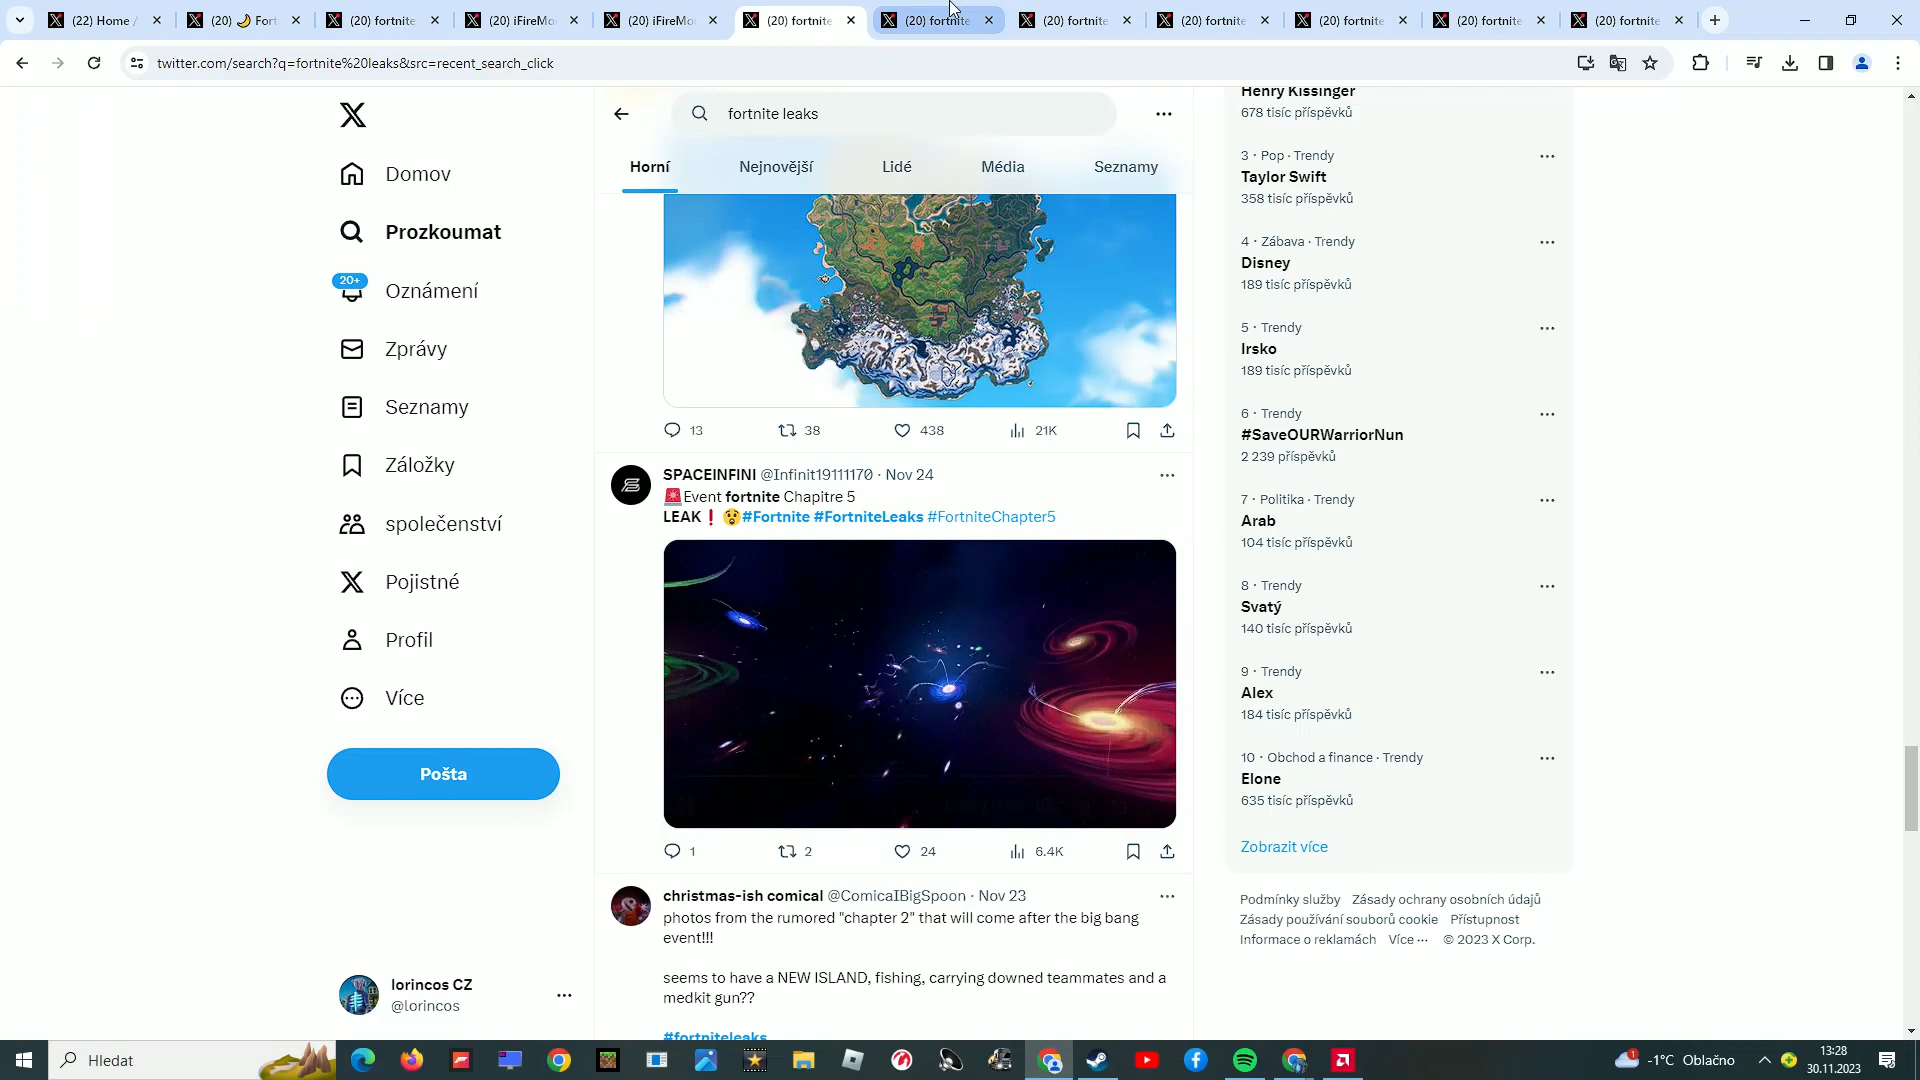 (22) Home /
(20) 🌙 Fort
(20) fortnite
(20) iFireMo
(20) iFireMo
(20) fortnite
(20) fortnite
(20) fortnite
(20) fortnite
(20) fortnite
(20) fortnite
(20) fortnite
twitter.com/search?q=fortnite%20leaks&src=recent_search_click
Domov
Prozkoumat
20+
Oznámení
Zprávy
Seznamy
Záložky
společenství
Pojistné
Profil
Více
Pošta
lorincos CZ
@lorincos
fortnite leaks
Horní
Nejnovější
Lidé
Média
Seznamy
13
38
438
21K
SPACEINFINI @Infinit19111170 · Nov 24
🚨Event fortnite Chapitre 5
LEAK❗😲#Fortnite #FortniteLeaks #FortniteChapter5
1
2
24
6.4K
christmas-ish comical @ComicalBigSpoon · Nov 23
photos from the rumored "chapter 2" that will come after the big bang
event!!!
seems to have a NEW ISLAND, fishing, carrying downed teammates and a
medkit gun??
#fortniteleaks
Henry Kissinger
678 tisíc příspěvků
3 · Pop · Trendy
Taylor Swift
358 tisíc příspěvků
4 · Zábava · Trendy
Disney
189 tisíc příspěvků
5 · Trendy
Irsko
189 tisíc příspěvků
6 · Trendy
#SaveOURWarriorNun
2 239 příspěvků
7 · Politika · Trendy
Arab
104 tisíc příspěvků
8 · Trendy
Svatý
140 tisíc příspěvků
9 · Trendy
Alex
184 tisíc příspěvků
10 · Obchod a finance · Trendy
Elone
635 tisíc příspěvků
Zobrazit více
Podmínky služby Zásady ochrany osobních údajů
Zásady používání souborů cookie Přístupnost
Informace o reklamách Více ··· © 2023 X Corp.
Hledat
1
-1°C Oblačno
13:28
30.11.2023